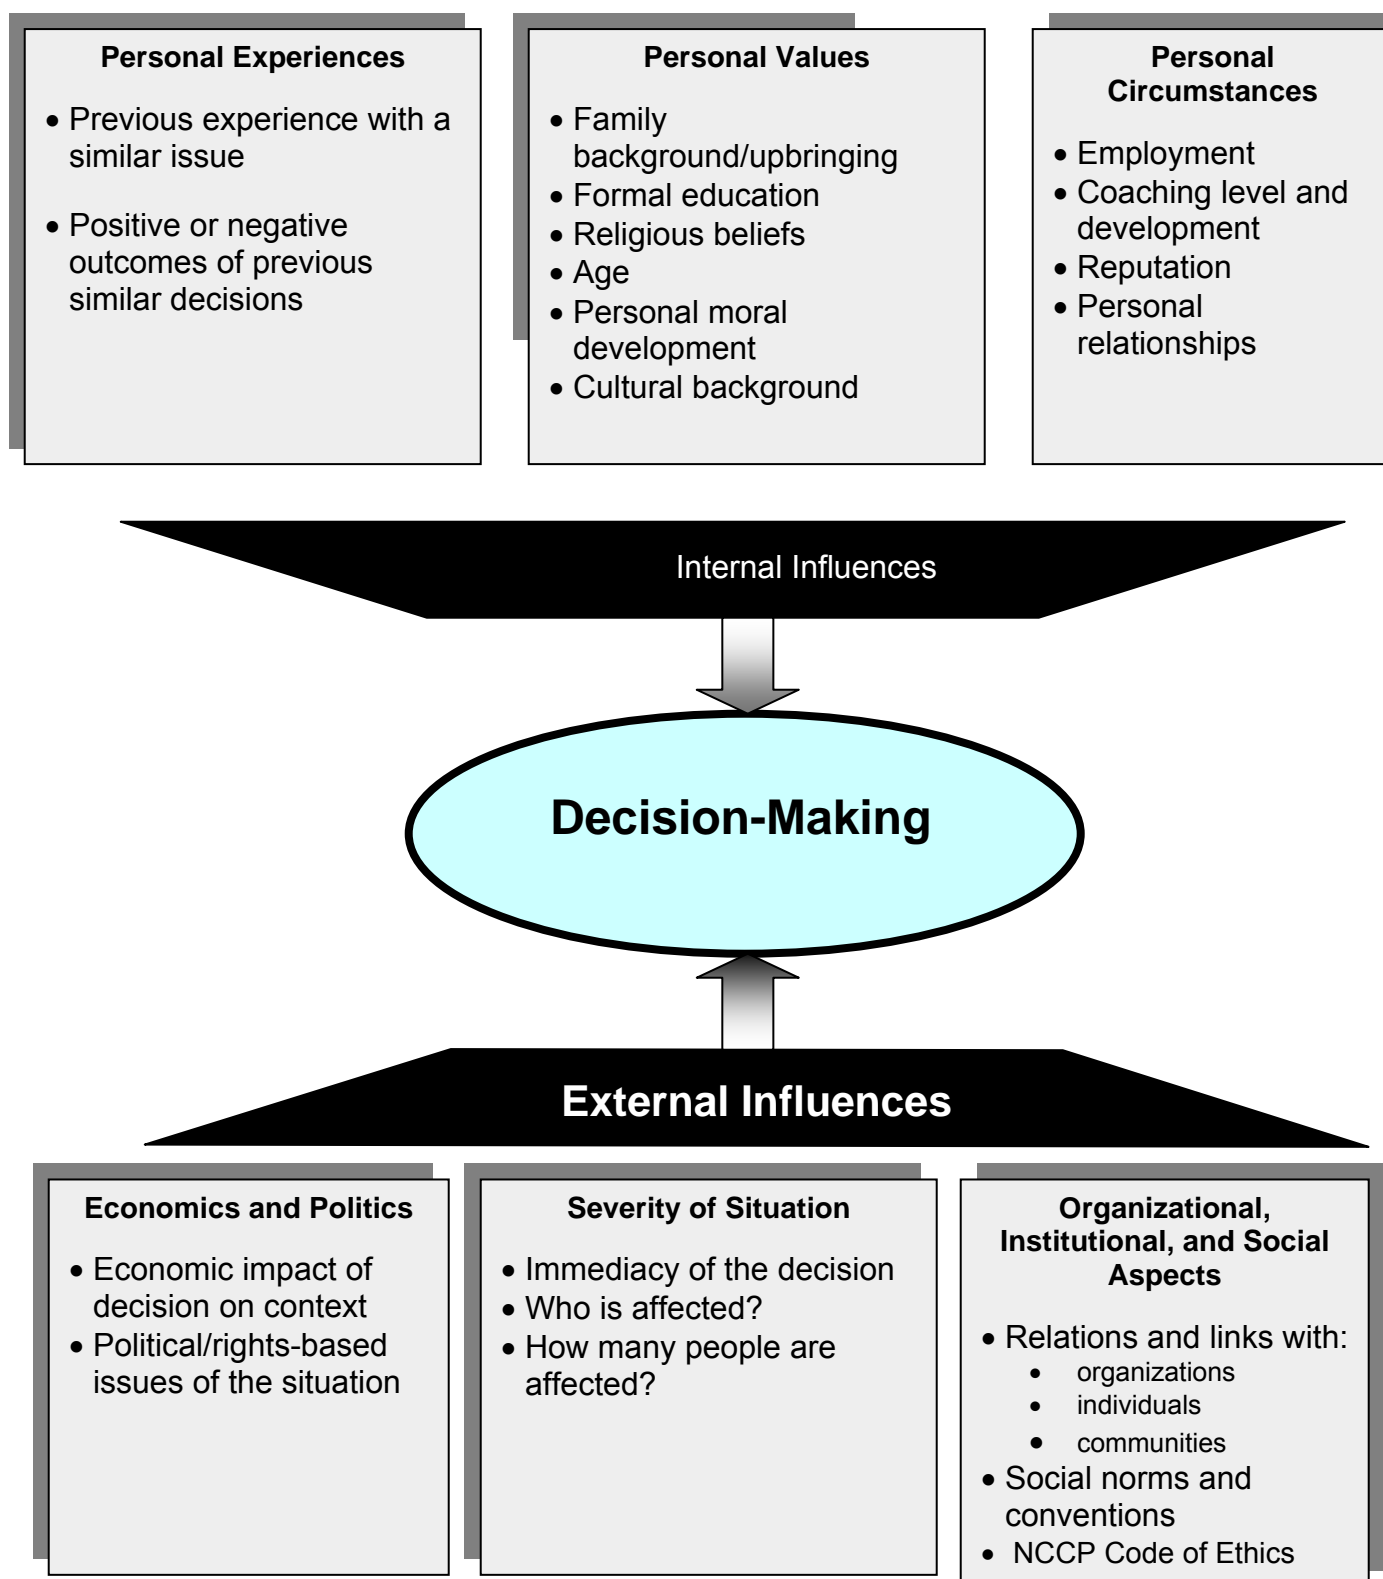 Personal Experiences
• Previous experience with a
similar issue
• Positive or negative
outcomes of previous
similar decisions
Personal Values
• Family
background/upbringing
• Formal education
• Religious beliefs
• Age
• Personal moral
development
• Cultural background
Personal
Circumstances
• Employment
• Coaching level and
development
• Reputation
• Personal
relationships
Internal Influences
Decision-Making
External Influences
Economics and Politics
• Economic impact of
decision on context
• Political/rights-based
issues of the situation
Severity of Situation
• Immediacy of the decision
• Who is affected?
• How many people are
affected?
Organizational,
Institutional, and Social
Aspects
• Relations and links with:
• organizations
• individuals
• communities
• Social norms and
conventions
• NCCP Code of Ethics